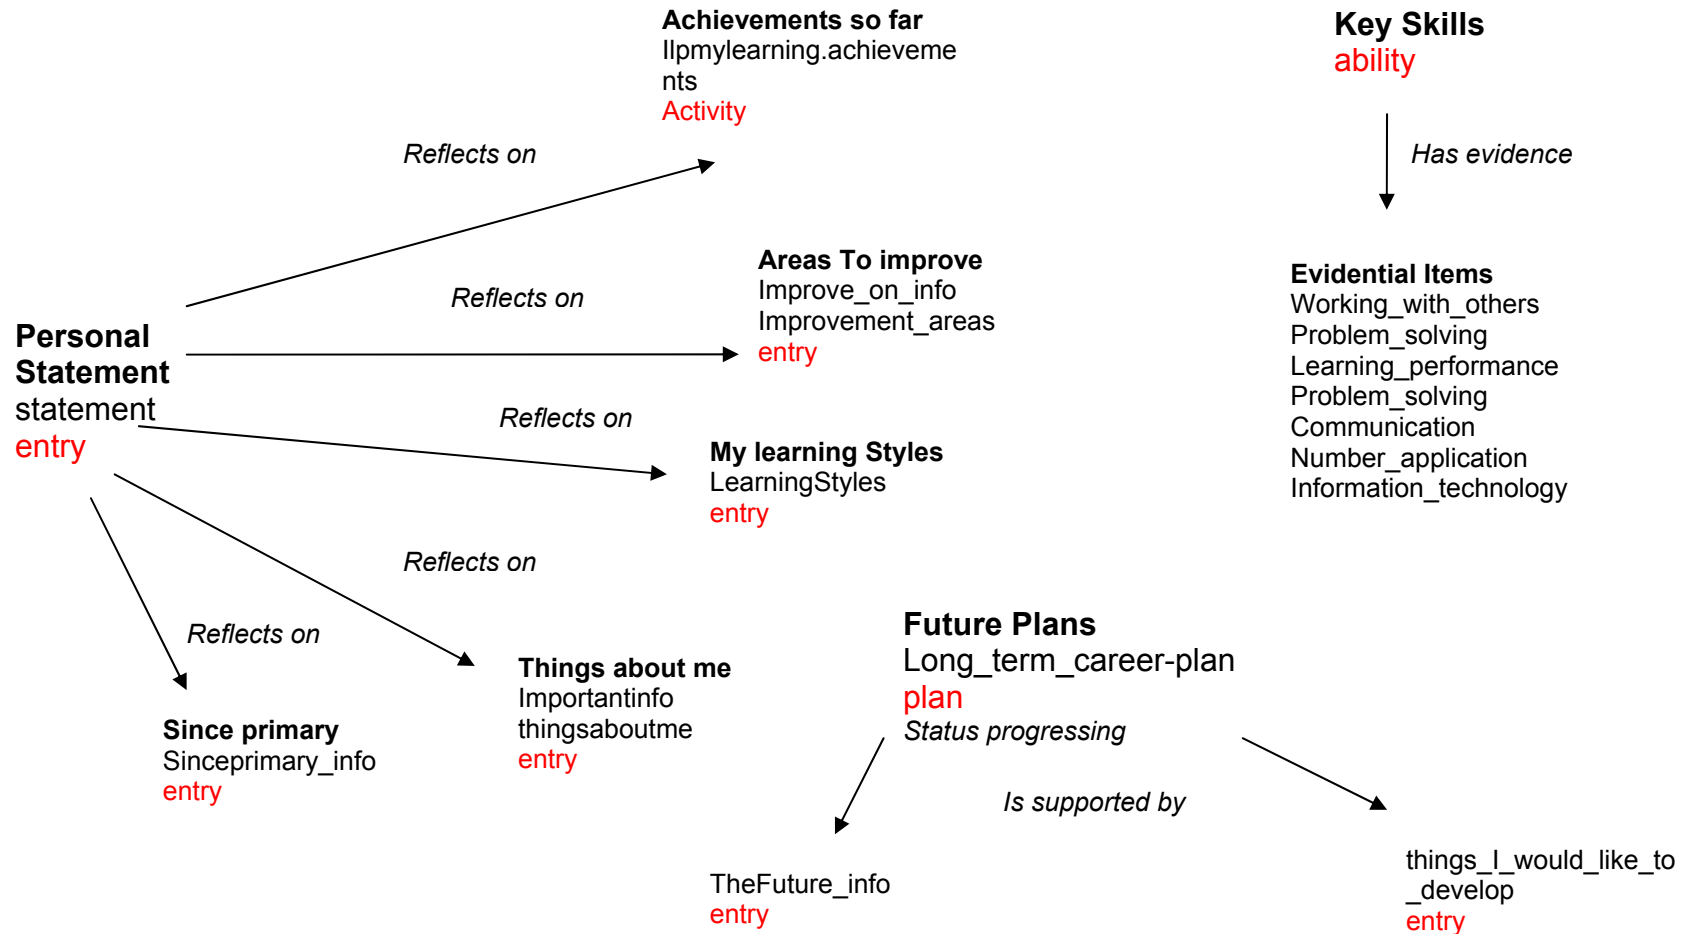 Achievements so far
Ilpmylearning.achieveme
nts
Activity
Key Skills
ability
Reflects on
Has evidence
Areas To improve
Improve_on_info
Improvement_areas
entry
Reflects on
Evidential Items
Working_with_others
Problem_solving
Learning_performance
Problem_solving
Communication
Number_application
Information_technology
Personal
Statement
statement
entry
Reflects on
My learning Styles
LearningStyles
entry
Reflects on
Reflects on
Since primary
Sinceprimary_info
entry
Things about me
Importantinfo
thingsaboutme
entry
Future Plans
Long_term_career-plan
plan
Status progressing
Is supported by
TheFuture_info
entry
things_I_would_like_to
_develop
entry